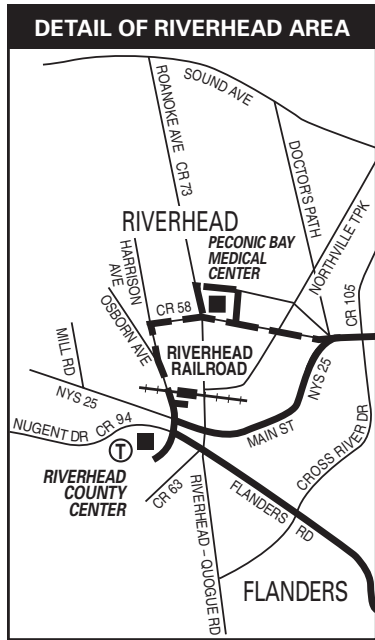 DETAIL OF RIVERHEAD AREA
SOUND AVE
ROANOKE AVE CR 73
DOCTOR'S PATH
NORTHVILLE TPK
RIVERHEAD
PECONIC BAY
MEDICAL
CENTER
HARRISON
AVE
CR 58
CR 105
OSBORN AVE
RIVERHEAD
RAILROAD
MILL RD
NYS 25
NYS 25
MAIN ST
NUGENT DR CR 94
T
CROSS RIVER DR
RIVERHEAD
COUNTY
CENTER
CR 63
RIVERHEAD – QUOGUE RD
FLANDERS RD
FLANDERS